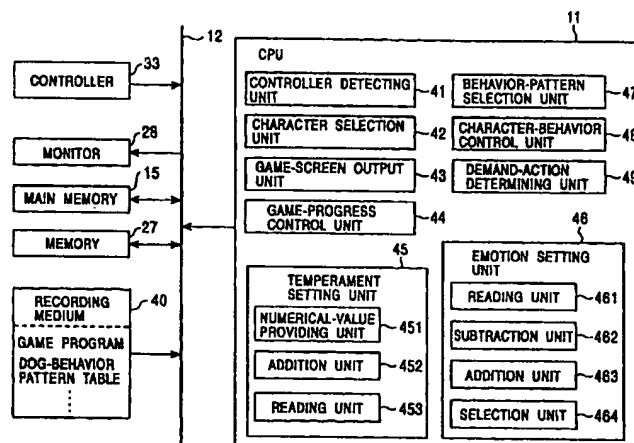 11
12
33
CPU
CONTROLLER
CONTROLLER DETECTING
UNIT
41
BEHAVIOR-PATTERN
SELECTION UNIT
47
28
CHARACTER SELECTION
UNIT
42
CHARACTER-BEHAVIOR
CONTROL UNIT
48
MONITOR
15
GAME-SCREEN OUTPUT
UNIT
43
DEMAND-ACTION
DETERMINING UNIT
49
MAIN MEMORY
27
GAME-PROGRESS
CONTROL UNIT
44
MEMORY
45
46
40
TEMPERAMENT
SETTING UNIT
EMOTION SETTING
UNIT
RECORDING
MEDIUM
NUMERICAL-VALUE
PROVIDING UNIT
451
READING UNIT
461
GAME PROGRAM
DOG-BEHAVIOR
PATTERN TABLE
SUBTRACTION UNIT
462
ADDITION UNIT
452
ADDITION UNIT
463
READING UNIT
453
SELECTION UNIT
464